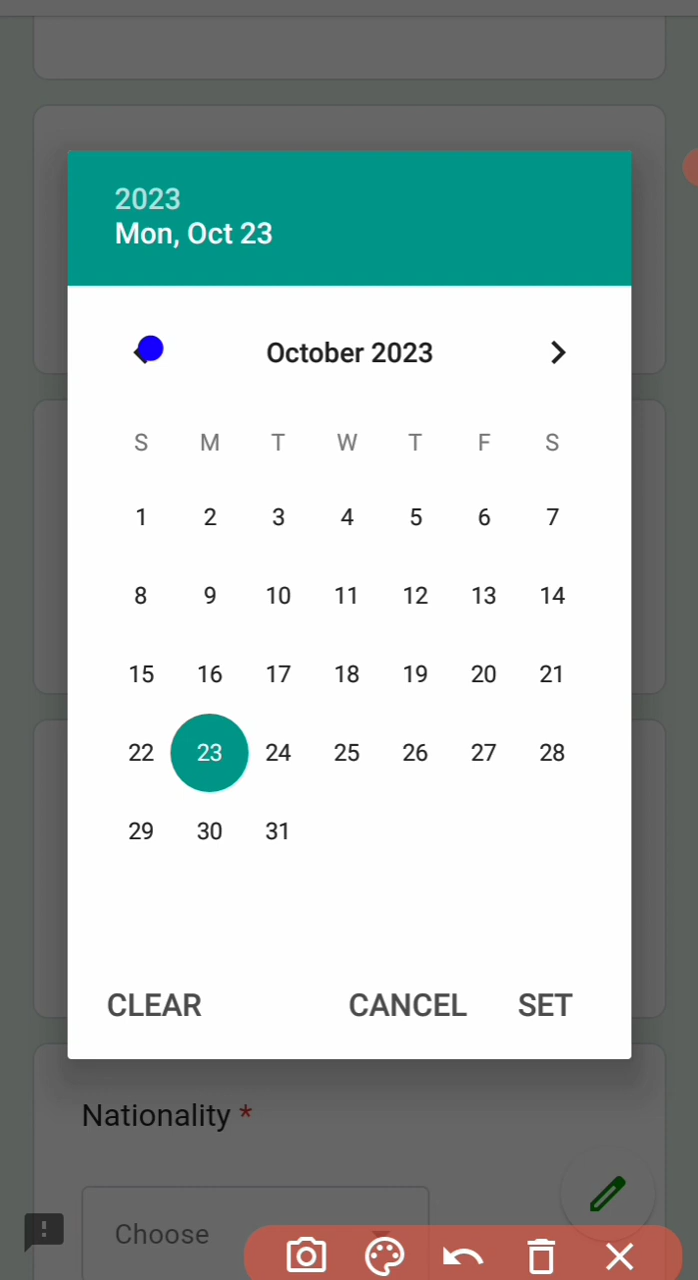 2023
Mon, Oct 23
October 2023
S M T W T F S
1 2 3 4 5 6 7
8 9 10 11 12 13 14
15 16 17 18 19 20 21
22 23 24 25 26 27 28
29 30 31
CLEAR CANCEL SET
Nationality *
Choose